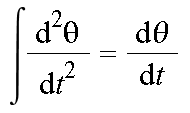 ∫ d²θ/dt² = dθ/dt